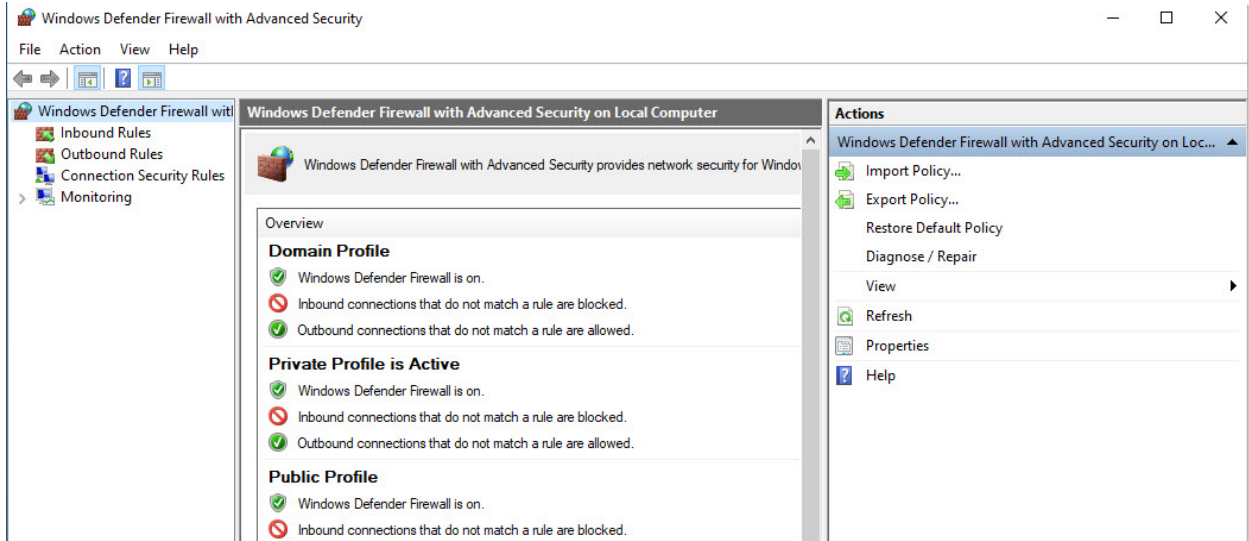 Windows Defender Firewall with Advanced Security
File Action View Help
Windows Defender Firewall with
Inbound Rules
Outbound Rules
Connection Security Rules
Monitoring
Windows Defender Firewall with Advanced Security on Local Computer
Windows Defender Firewall with Advanced Security provides network security for Window
Overview
Domain Profile
Windows Defender Firewall is on.
Inbound connections that do not match a rule are blocked.
Outbound connections that do not match a rule are allowed.
Private Profile is Active
Windows Defender Firewall is on.
Inbound connections that do not match a rule are blocked.
Outbound connections that do not match a rule are allowed.
Public Profile
Windows Defender Firewall is on.
Inbound connections that do not match a rule are blocked.
Actions
Windows Defender Firewall with Advanced Security on Loc...
Import Policy...
Export Policy...
Restore Default Policy
Diagnose / Repair
View
Refresh
Properties
Help